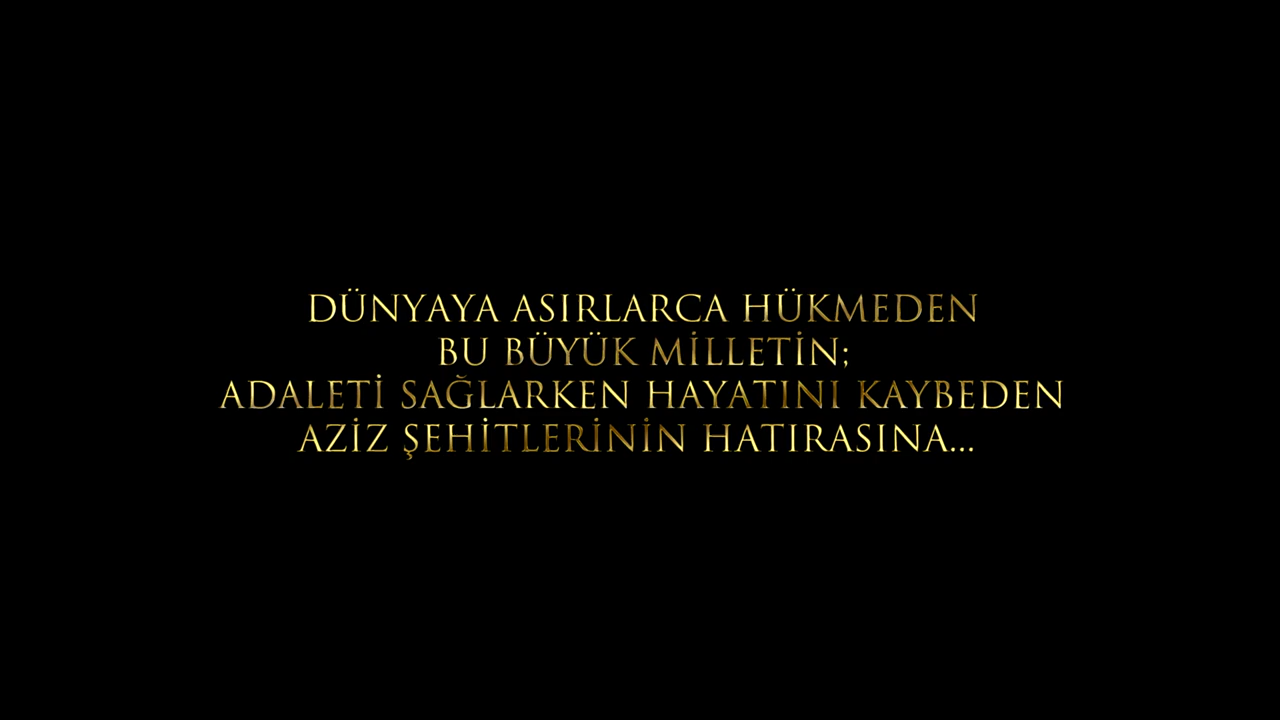 DÜNYAYA ASIRLARCA HÜKMEDEN
BU BÜYÜK MİLLETİN;
ADALETİ SAĞLARKEN HAYATINI KAYBEDEN
AZİZ ŞEHİTLERİNİN HATIRASINA...